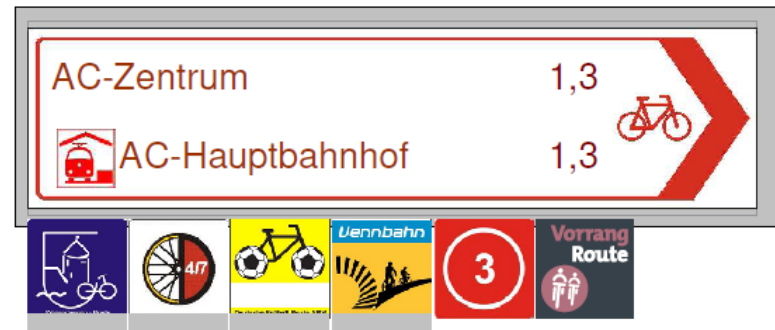 AC-Zentrum 1,3
AC-Hauptbahnhof 1,3
4/7
Vennbahn
3
Vorrang
Route